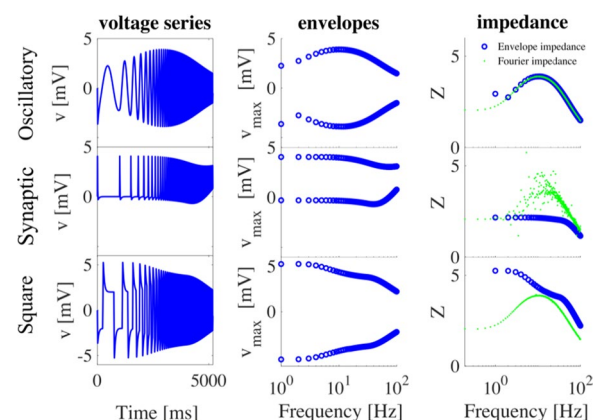 voltage series envelopes impedance
Oscillatory
v [mV]
5
0
5
v_max [mV]
5
0
5
Z
5
0
Envelope impedance
Fourier impedance
Synaptic
v [mV]
0
v_max [mV]
0
Z
5
0
Square
v [mV]
5
0
-5
0 5000
Time [ms]
v_max [mV]
5
0
10^0 10^1 10^2
Frequency [Hz]
Z
5
0
10^0 10^2
Frequency [Hz]